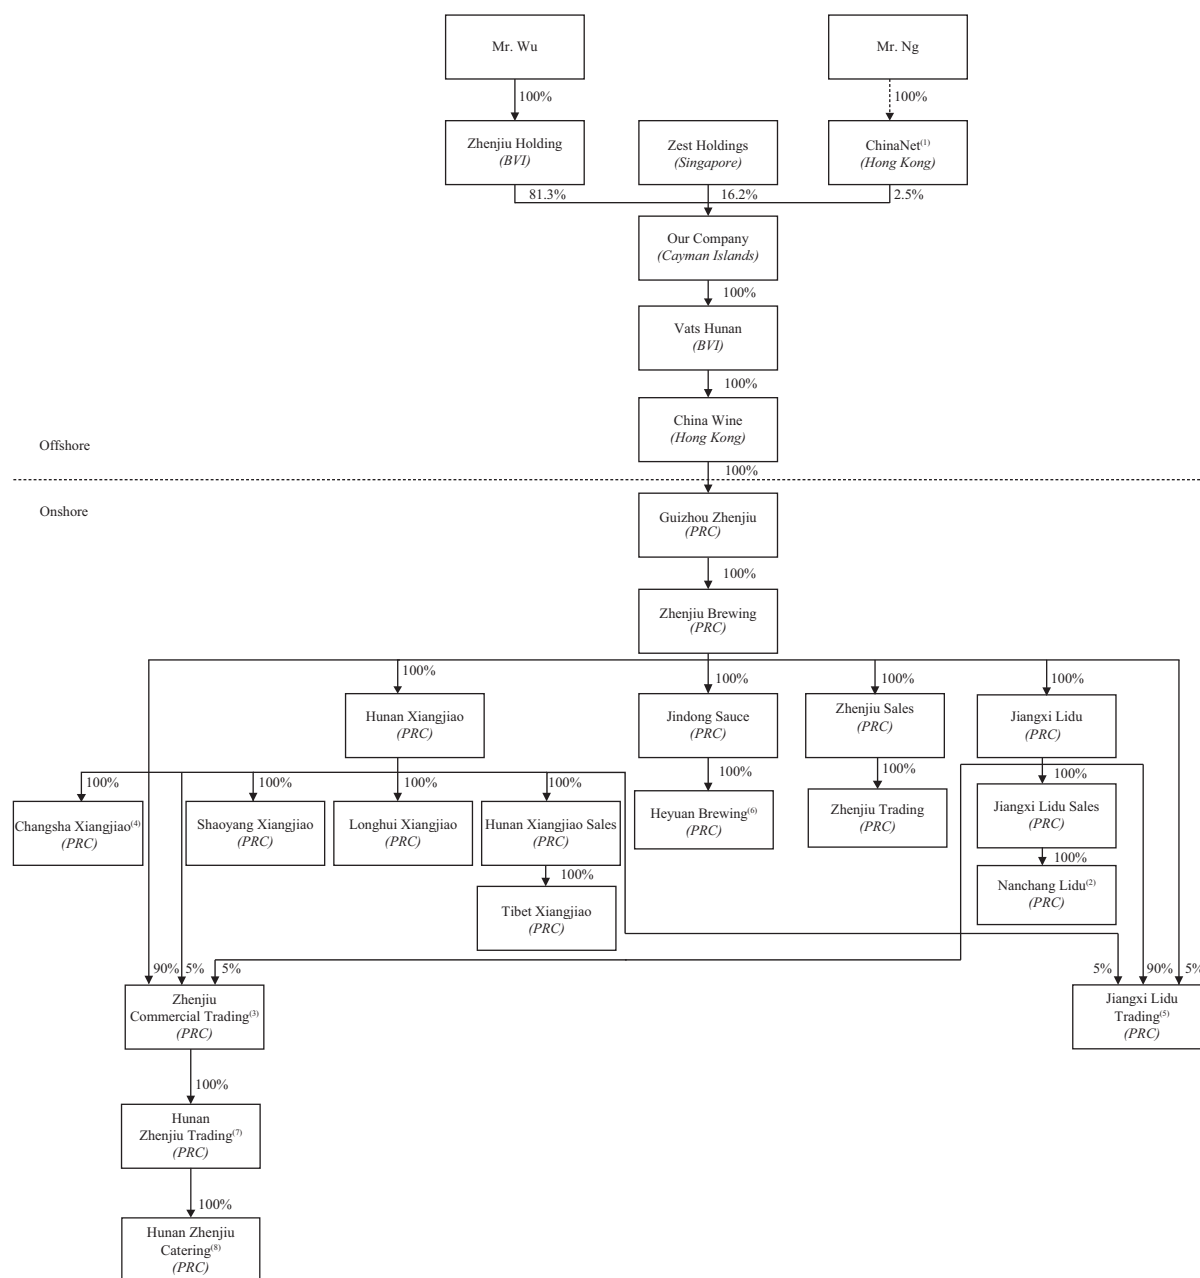 Mr. Wu
Mr. Ng
100%
100%
Zhenjiu Holding
(BVI)
Zest Holdings
(Singapore)
ChinaNet(1)
(Hong Kong)
81.3%
16.2%
2.5%
Our Company
(Cayman Islands)
100%
Vats Hunan
(BVI)
100%
China Wine
(Hong Kong)
Offshore
100%
Onshore
Guizhou Zhenjiu
(PRC)
100%
Zhenjiu Brewing
(PRC)
100%
100%
100%
100%
Hunan Xiangjiao
(PRC)
Jindong Sauce
(PRC)
Zhenjiu Sales
(PRC)
Jiangxi Lidu
(PRC)
100%
100%
100%
100%
100%
100%
100%
Changsha Xiangjiao(4)
(PRC)
Shaoyang Xiangjiao
(PRC)
Longhui Xiangjiao
(PRC)
Hunan Xiangjiao Sales
(PRC)
Heyuan Brewing(6)
(PRC)
Zhenjiu Trading
(PRC)
Jiangxi Lidu Sales
(PRC)
100%
100%
Tibet Xiangjiao
(PRC)
Nanchang Lidu(2)
(PRC)
90%
5%
5%
5%
90%
5%
Zhenjiu
Commercial Trading(3)
(PRC)
Jiangxi Lidu
Trading(5)
(PRC)
100%
Hunan
Zhenjiu Trading(7)
(PRC)
100%
Hunan Zhenjiu
Catering(8)
(PRC)